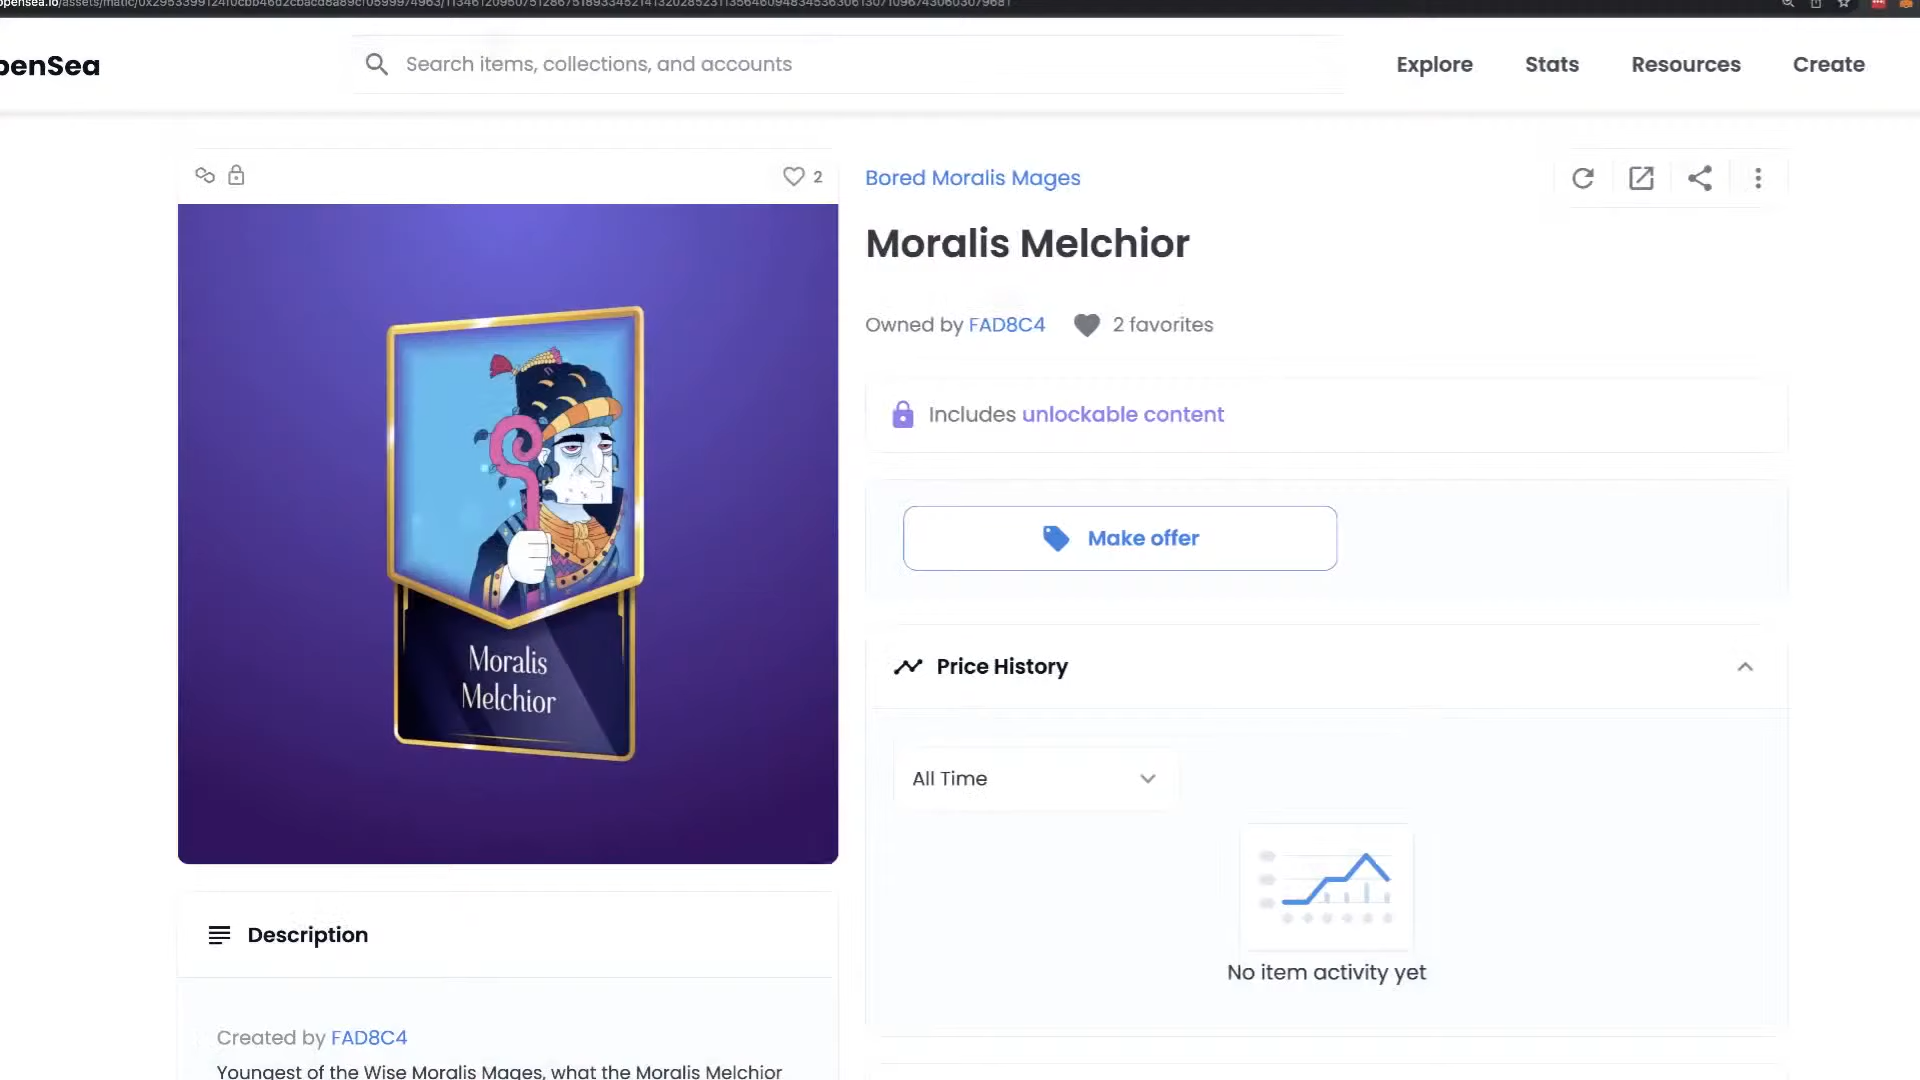 penSea
Search items, collections, and accounts
Explore
Stats
Resources
Create
2
Bored Moralis Mages
Moralis Melchior
Owned by FAD8C4
2 favorites
Includes unlockable content
Make offer
Moralis
Melchior
Price History
All Time
No item activity yet
Description
Created by FAD8C4
Youngest of the Wise Moralis Mages, what the Moralis Melchior